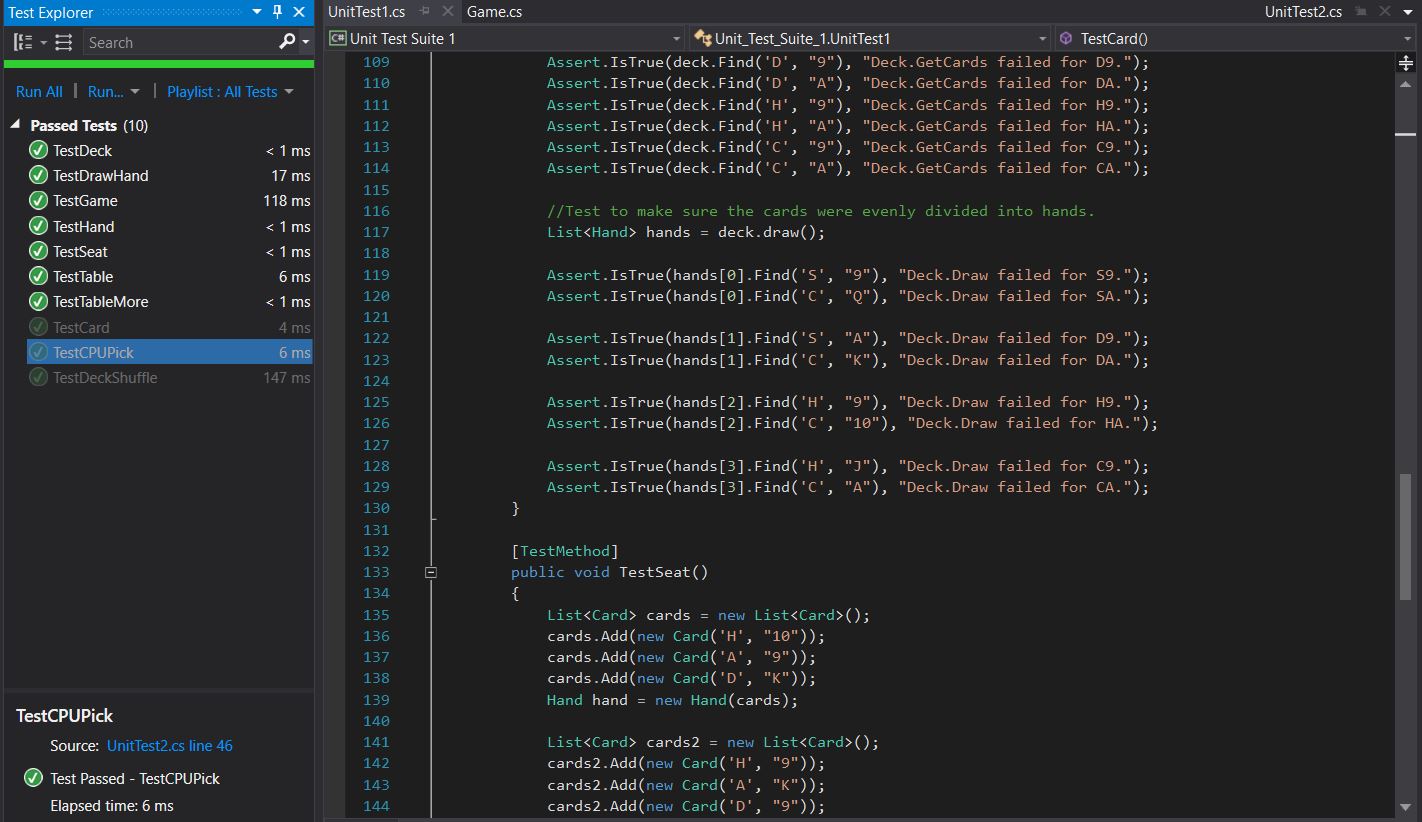 Test Explorer
Search
Run All | Run... | Playlist : All Tests
Passed Tests (10)
TestDeck < 1 ms
TestDrawHand 17 ms
TestGame 118 ms
TestHand < 1 ms
TestSeat < 1 ms
TestTable 6 ms
TestTableMore < 1 ms
TestCard 4 ms
TestCPUPick 6 ms
TestDeckShuffle 147 ms
TestCPUPick
Source: UnitTest2.cs line 46
Test Passed - TestCPUPick
Elapsed time: 6 ms
UnitTest1.cs Game.cs UnitTest2.cs
C# Unit Test Suite 1 Unit_Test_Suite_1.UnitTest1 TestCard()
109 Assert.IsTrue(deck.Find('D', "9"), "Deck.GetCards failed for D9.");
110 Assert.IsTrue(deck.Find('D', "A"), "Deck.GetCards failed for DA.");
111 Assert.IsTrue(deck.Find('H', "9"), "Deck.GetCards failed for H9.");
112 Assert.IsTrue(deck.Find('H', "A"), "Deck.GetCards failed for HA.");
113 Assert.IsTrue(deck.Find('C', "9"), "Deck.GetCards failed for C9.");
114 Assert.IsTrue(deck.Find('C', "A"), "Deck.GetCards failed for CA.");
115
116 //Test to make sure the cards were evenly divided into hands.
117 List<Hand> hands = deck.draw();
118
119 Assert.IsTrue(hands[0].Find('S', "9"), "Deck.Draw failed for S9.");
120 Assert.IsTrue(hands[0].Find('C', "Q"), "Deck.Draw failed for SA.");
121
122 Assert.IsTrue(hands[1].Find('S', "A"), "Deck.Draw failed for D9.");
123 Assert.IsTrue(hands[1].Find('C', "K"), "Deck.Draw failed for DA.");
124
125 Assert.IsTrue(hands[2].Find('H', "9"), "Deck.Draw failed for H9.");
126 Assert.IsTrue(hands[2].Find('C', "10"), "Deck.Draw failed for HA.");
127
128 Assert.IsTrue(hands[3].Find('H', "J"), "Deck.Draw failed for C9.");
129 Assert.IsTrue(hands[3].Find('C', "A"), "Deck.Draw failed for CA.");
130 }
131
132 [TestMethod]
133 public void TestSeat()
134 {
135 List<Card> cards = new List<Card>();
136 cards.Add(new Card('H', "10"));
137 cards.Add(new Card('A', "9"));
138 cards.Add(new Card('D', "K"));
139 Hand hand = new Hand(cards);
140
141 List<Card> cards2 = new List<Card>();
142 cards2.Add(new Card('H', "9"));
143 cards2.Add(new Card('A', "K"));
144 cards2.Add(new Card('D', "9"));